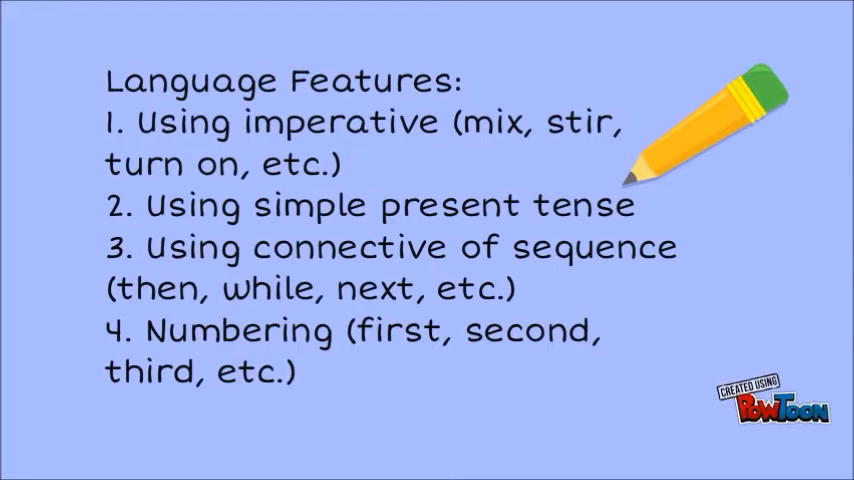 Language Features:
1. Using imperative (mix, stir,
turn on, etc.)
2. Using simple present tense
3. Using connective of sequence
(then, while, next, etc.)
4. Numbering (first, second,
third, etc.)
CREATED USING
POWTOON